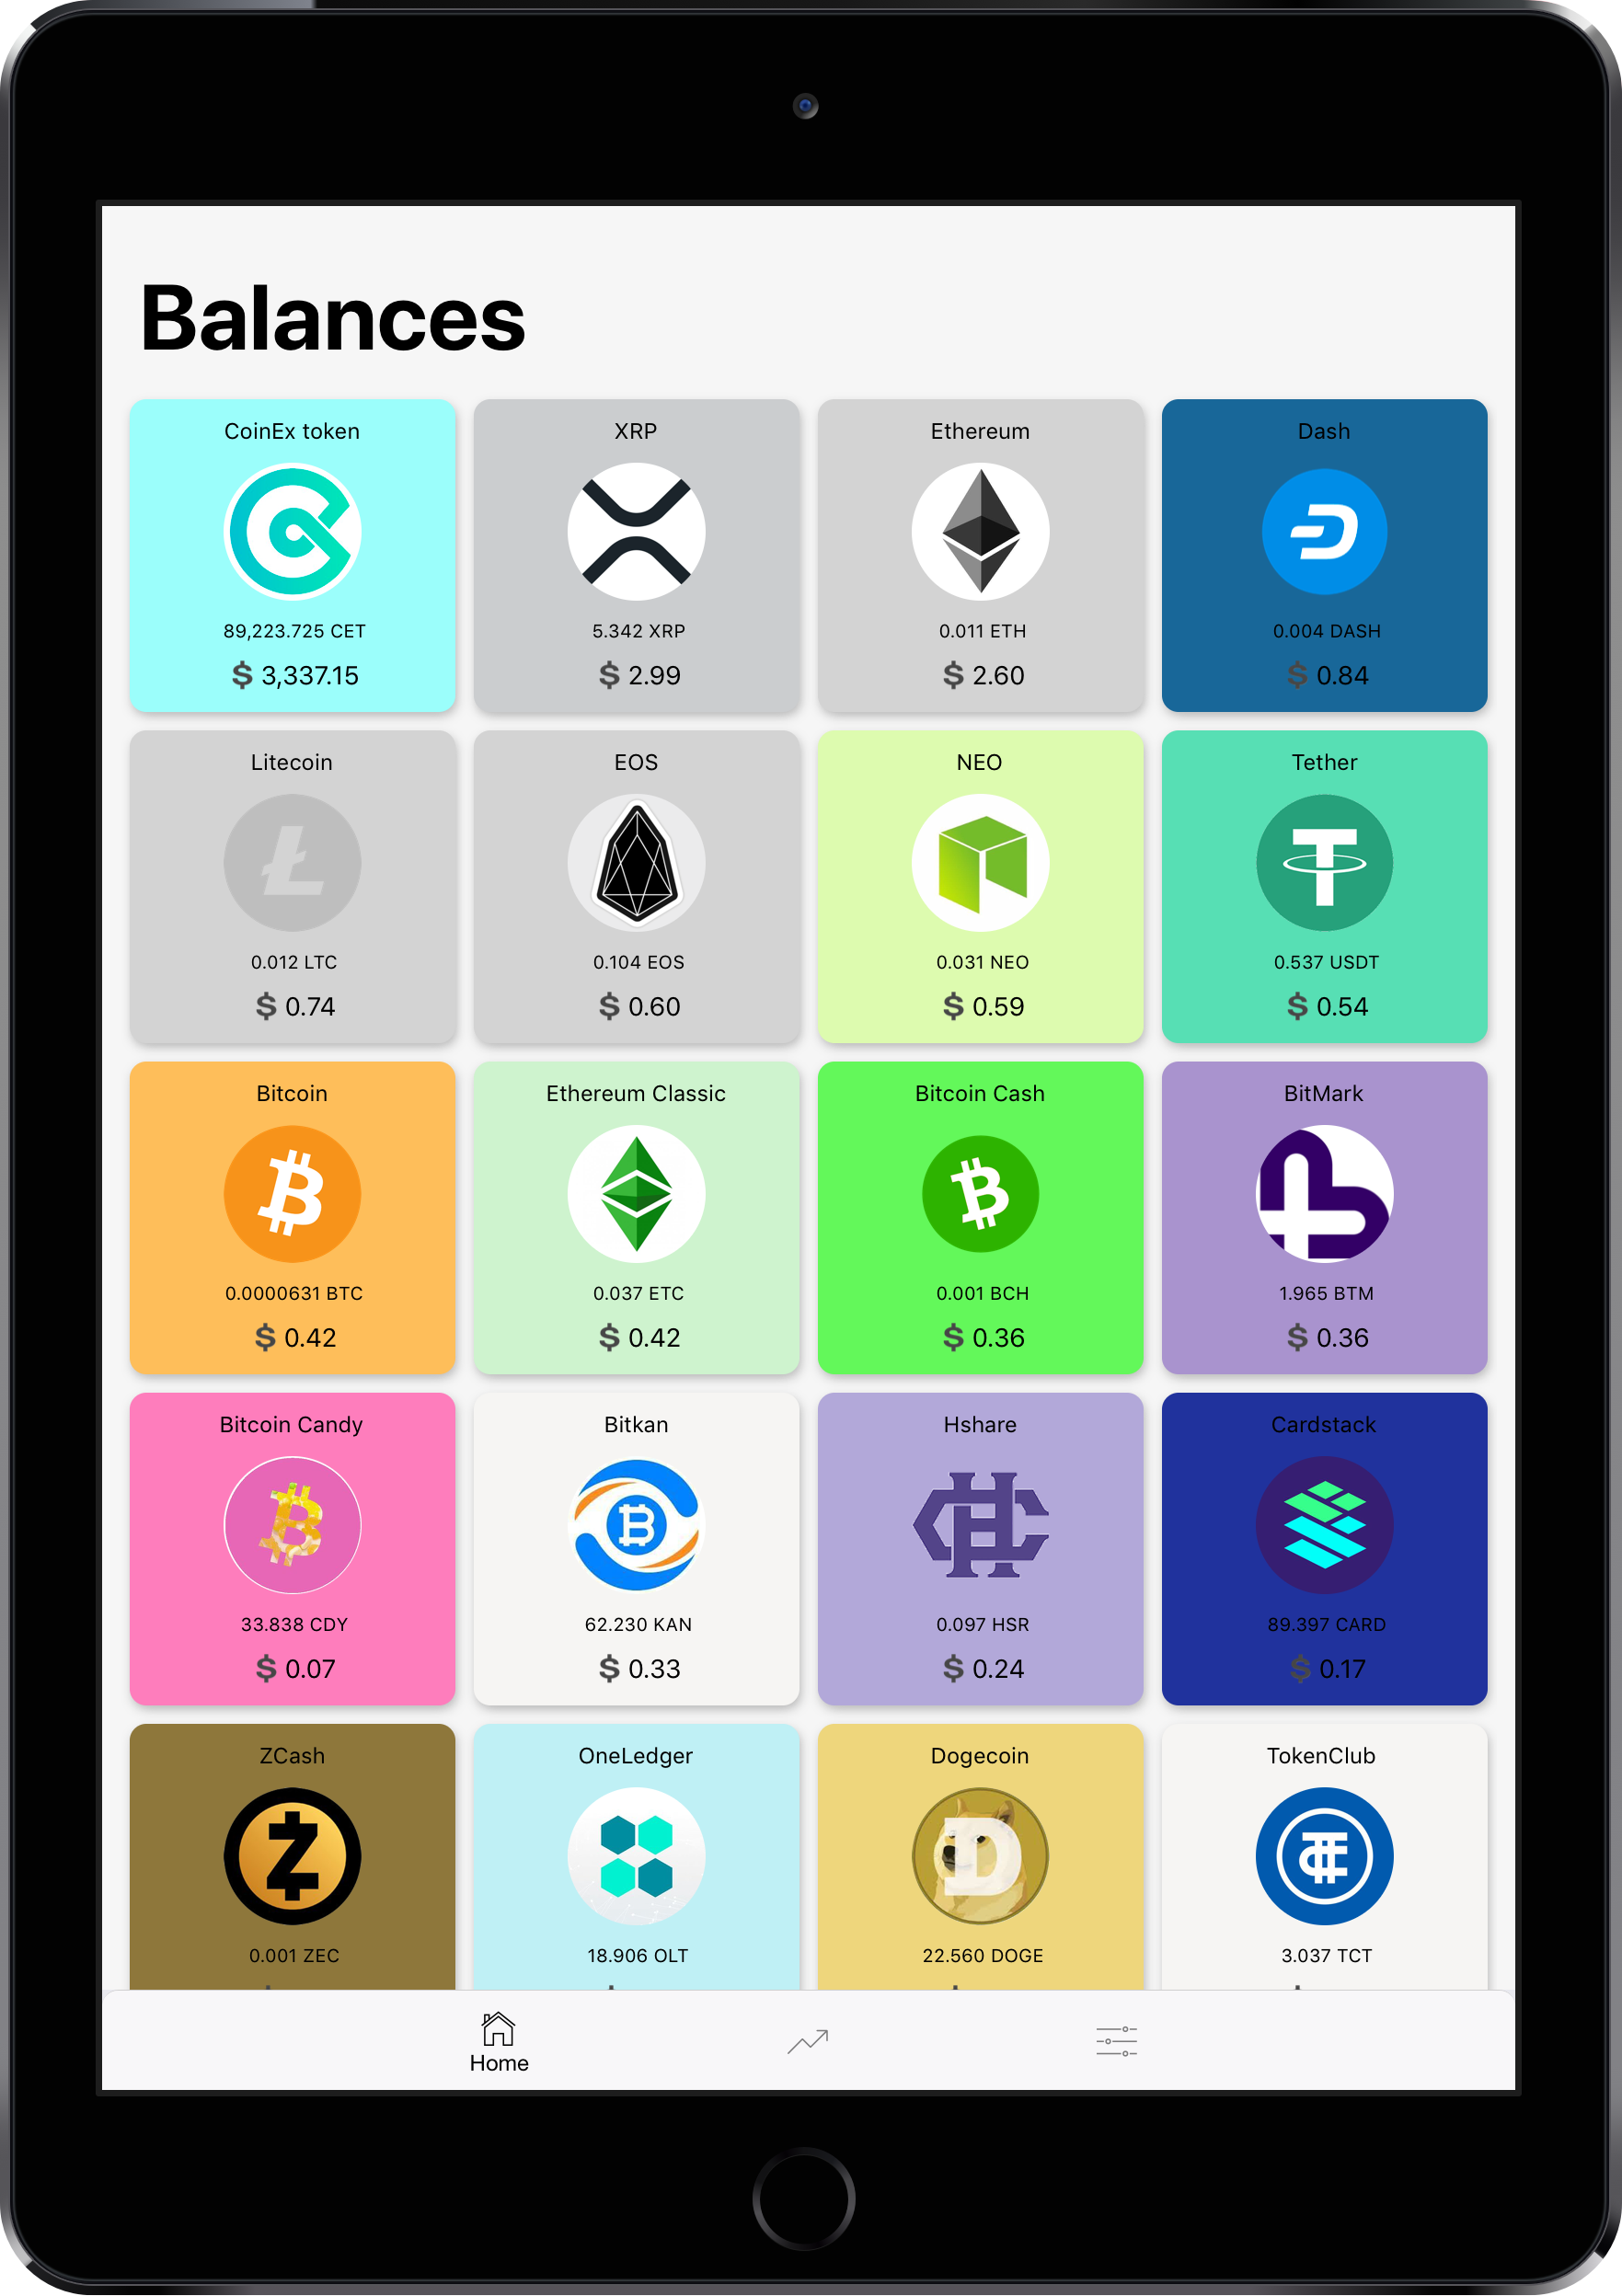 Balances
CoinEx token
89,223.725 CET
$ 3,337.15
XRP
5.342 XRP
$ 2.99
Ethereum
0.011 ETH
$ 2.60
Dash
0.004 DASH
$ 0.84
Litecoin
0.012 LTC
$ 0.74
EOS
0.104 EOS
$ 0.60
NEO
0.031 NEO
$ 0.59
Tether
0.537 USDT
$ 0.54
Bitcoin
0.0000631 BTC
$ 0.42
Ethereum Classic
0.037 ETC
$ 0.42
Bitcoin Cash
0.001 BCH
$ 0.36
BitMark
1.965 BTM
$ 0.36
Bitcoin Candy
33.838 CDY
$ 0.07
Bitkan
62.230 KAN
$ 0.33
Hshare
0.097 HSR
$ 0.24
Cardstack
89.397 CARD
$ 0.17
ZCash
0.001 ZEC
OneLedger
18.906 OLT
Dogecoin
22.560 DOGE
TokenClub
3.037 TCT
Home